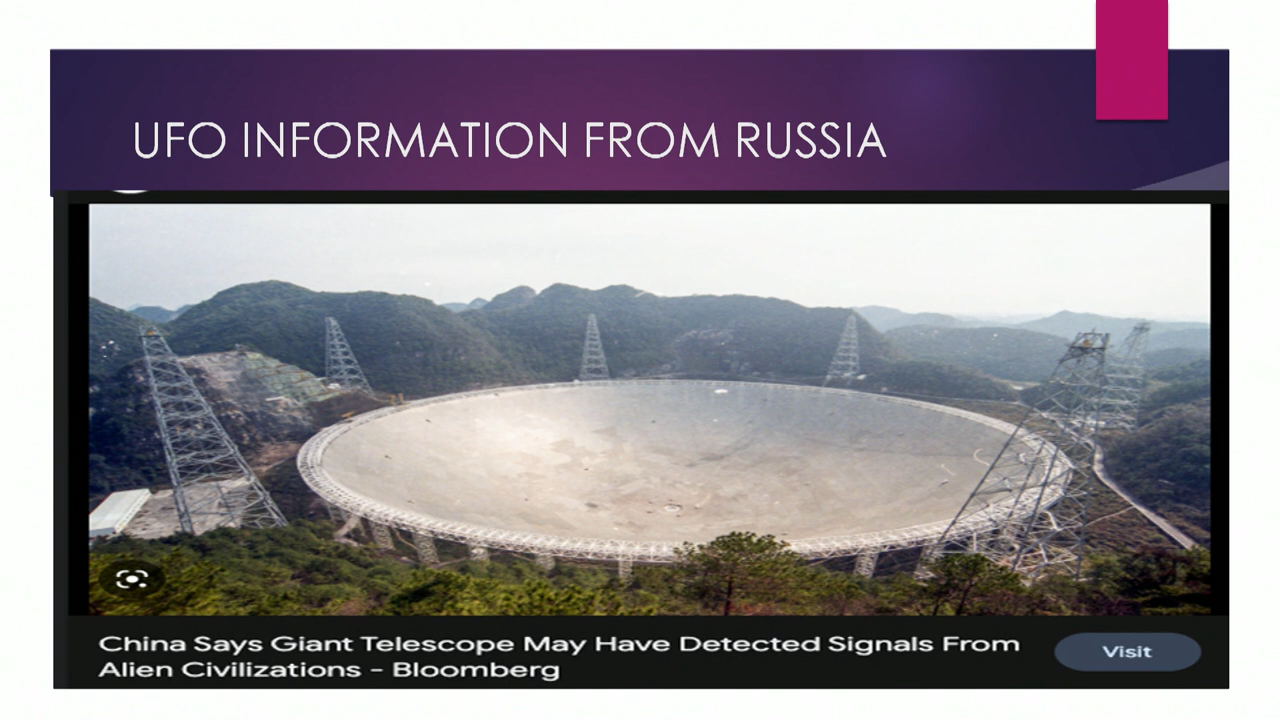 UFO INFORMATION FROM RUSSIA
China Says Giant Telescope May Have Detected Signals From
Alien Civilizations - Bloomberg
Visit